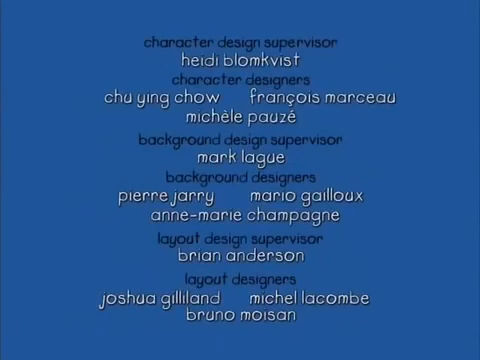 character design supervisor
heidi blomkvist
character designers
chu ying chow françois marceau
michèle pauzé
background design supervisor
mark lague
background designers
pierre jarry mario gailloux
anne-marie champagne
layout design supervisor
brian anderson
layout designers
joshua gilliland michel lacombe
bruno moisan